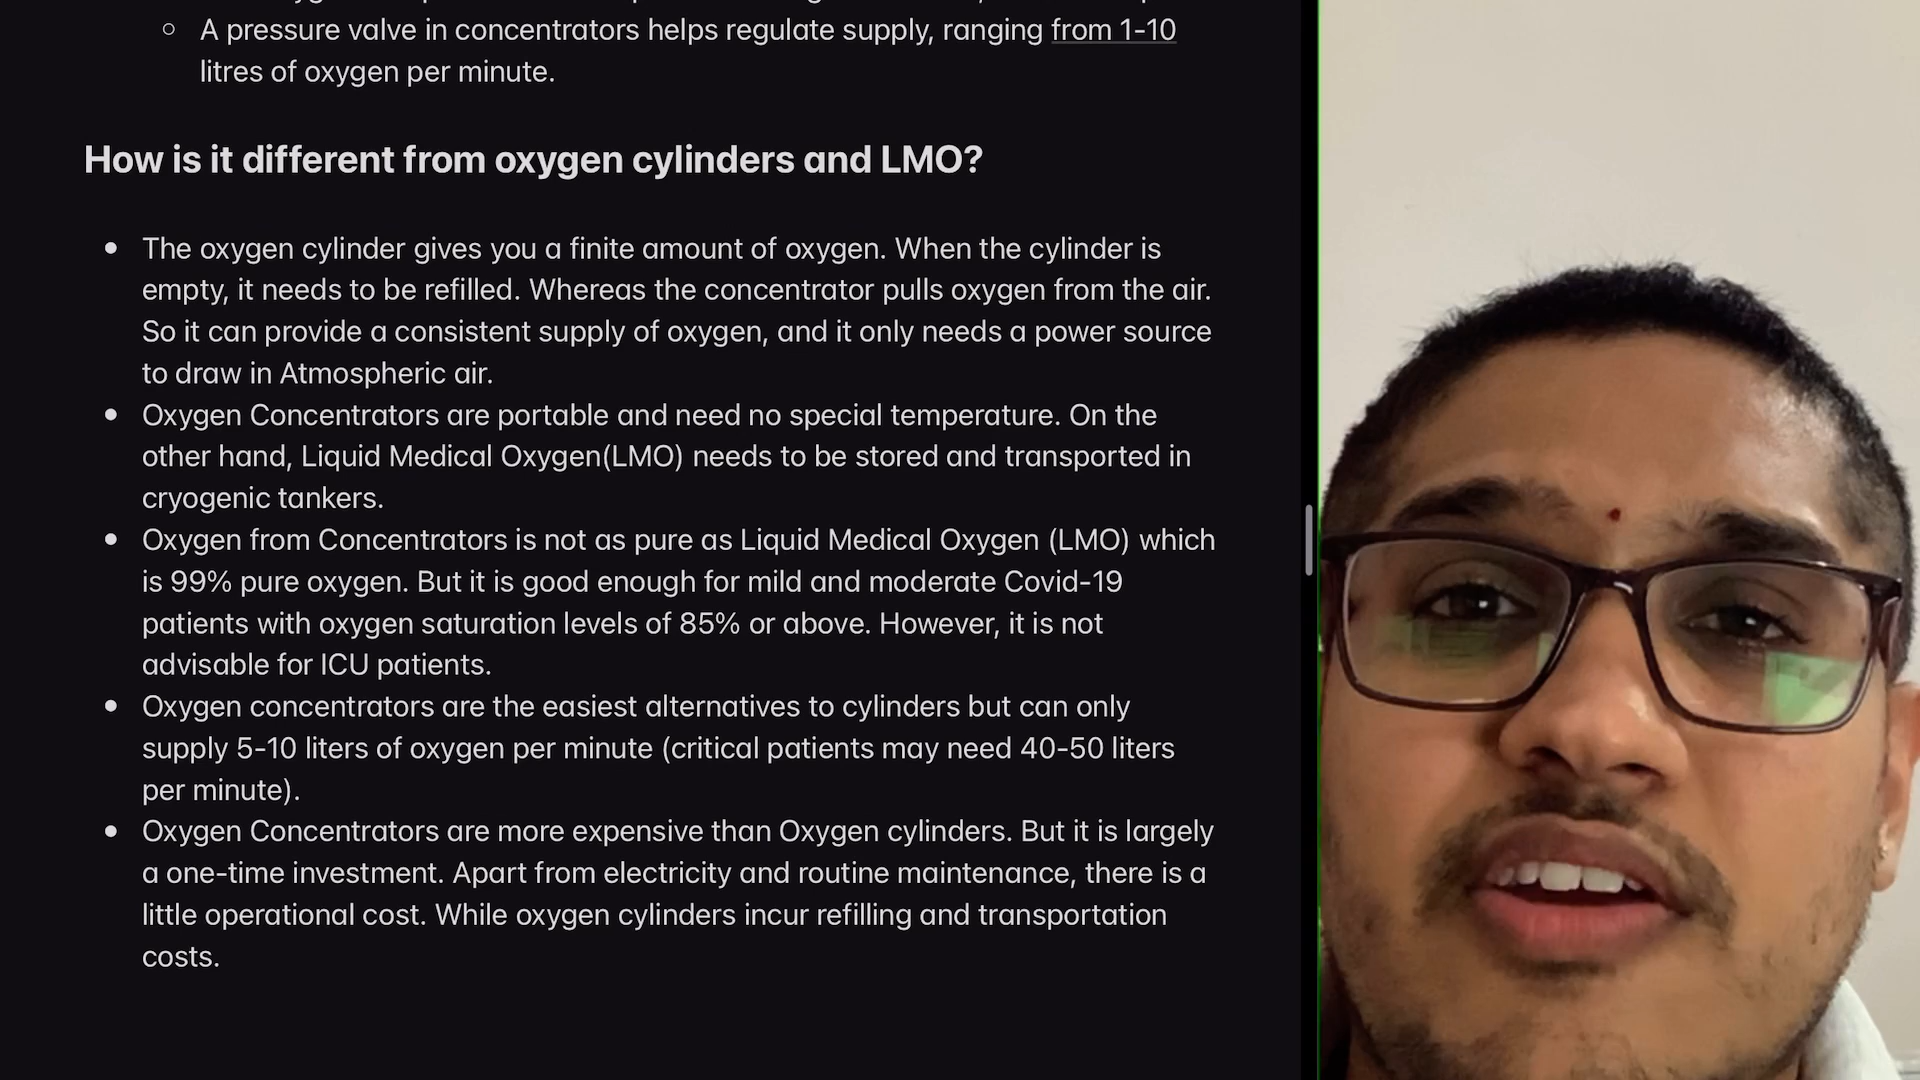 A pressure valve in concentrators helps regulate supply, ranging from 1-10
litres of oxygen per minute.
How is it different from oxygen cylinders and LMO?
The oxygen cylinder gives you a finite amount of oxygen. When the cylinder is
empty, it needs to be refilled. Whereas the concentrator pulls oxygen from the air.
So it can provide a consistent supply of oxygen, and it only needs a power source
to draw in Atmospheric air.
Oxygen Concentrators are portable and need no special temperature. On the
other hand, Liquid Medical Oxygen(LMO) needs to be stored and transported in
cryogenic tankers.
Oxygen from Concentrators is not as pure as Liquid Medical Oxygen (LMO) which
is 99% pure oxygen. But it is good enough for mild and moderate Covid-19
patients with oxygen saturation levels of 85% or above. However, it is not
advisable for ICU patients.
Oxygen concentrators are the easiest alternatives to cylinders but can only
supply 5-10 liters of oxygen per minute (critical patients may need 40-50 liters
per minute).
Oxygen Concentrators are more expensive than Oxygen cylinders. But it is largely
a one-time investment. Apart from electricity and routine maintenance, there is a
little operational cost. While oxygen cylinders incur refilling and transportation
costs.